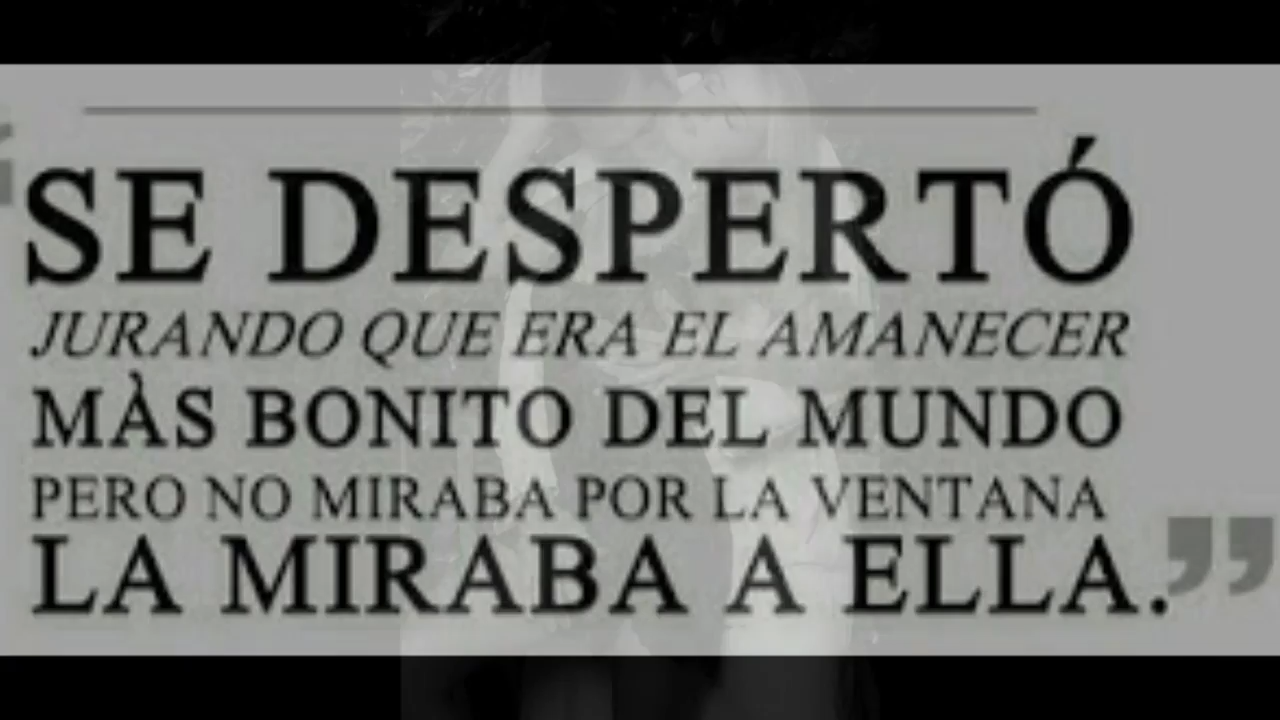 SE DESPERTÓ
JURANDO QUE ERA EL AMANECER
MÀS BONITO DEL MUNDO
PERO NO MIRABA POR LA VENTANA
LA MIRABA A ELLA.”